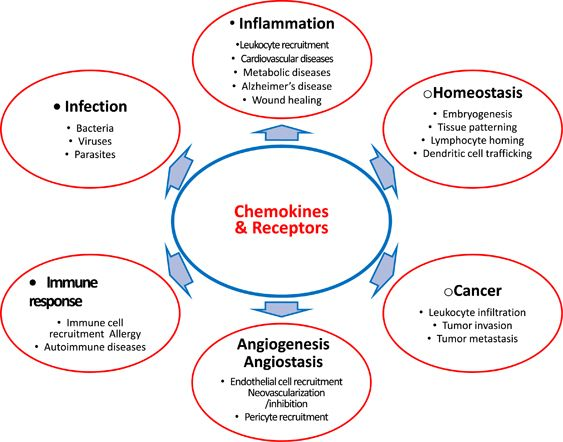 • Inflammation
•Leukocyte recruitment
• Cardiovascular diseases
• Metabolic diseases
• Alzheimer's disease
• Wound healing
○Homeostasis
• Embryogenesis
• Tissue patterning
• Lymphocyte homing
• Dendritic cell trafficking
• Infection
• Bacteria
• Viruses
• Parasites
Chemokines
& Receptors
• Immune
response
• Immune cell
recruitment Allergy
• Autoimmune diseases
○Cancer
• Leukocyte infiltration
• Tumor invasion
• Tumor metastasis
Angiogenesis
Angiostasis
• Endothelial cell recruitment
Neovascularization
/inhibition
• Pericyte recruitment